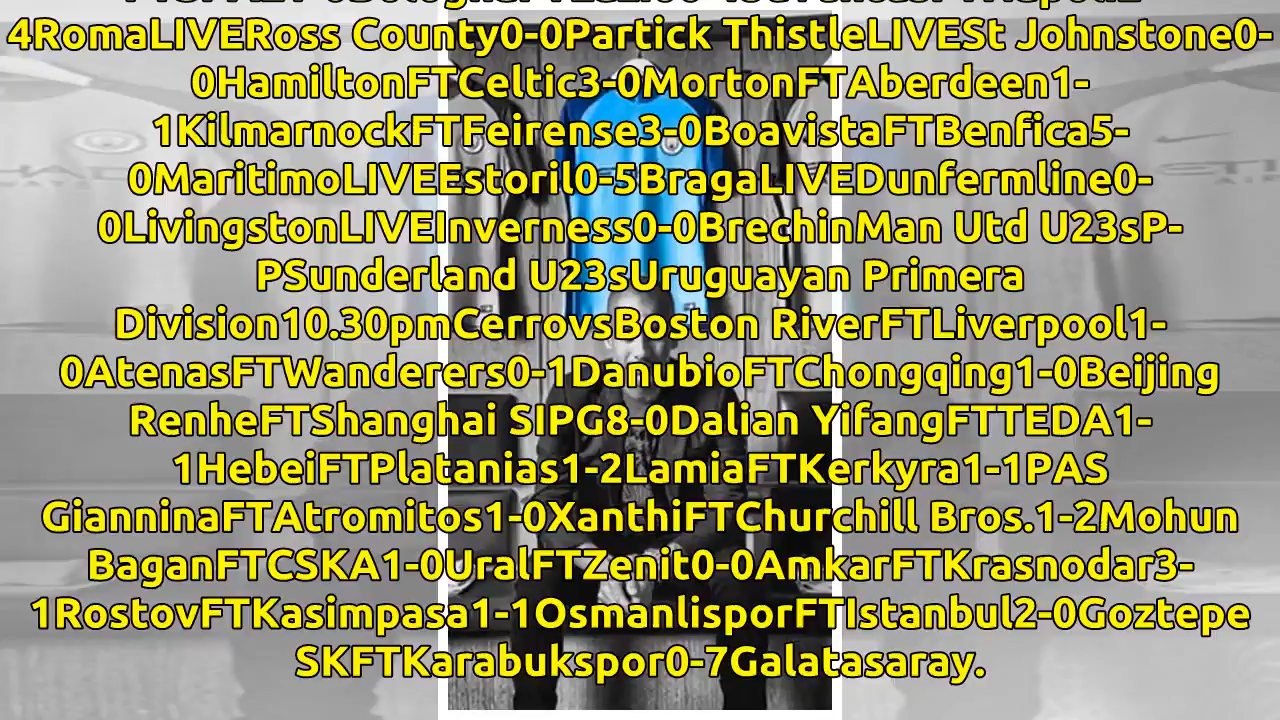 4RomaLIVERoss County0-0Partick ThistleLIVESt Johnstone0-
0HamiltonFTCeltic3-0MortonFTAberdeen1-
1KilmarnockFTFeirense3-0BoavistaFTBenfica5-
0MaritimoLIVEEstoril0-5BragaLIVEDunfermline0-
0LivingstonLIVEInverness0-0BrechinMan Utd U23sP-
PSunderland U23sUruguayan Primera
Division10.30pmCerrovsBoston RiverFTLiverpool1-
0AtenasFTWanderers0-1DanubioFTChongqing1-0Beijing
RenheFTShanghai SIPG8-0Dalian YifangFTTEDA1-
1HebeiFTPlatanias1-2LamiaFTKerkyra1-1PAS
GianninaFTAtromitos1-0XanthiFTChurchill Bros.1-2Mohun
BaganFTCSKA1-0UralFTZenit0-0AmkarFTKrasnodar3-
1RostovFTKasimpasa1-1OsmanlisporFTIstanbul2-0Goztepe
SKFTKarabukspor0-7Galatasaray.